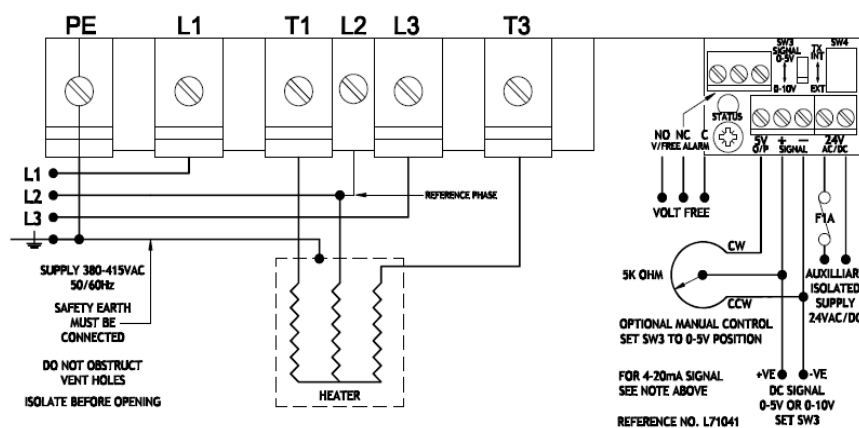 PE L1 T1 L2 L3 T3
SW3
SIGNAL
0-5V
0-10V
TX
INT
EXT
SW4
STATUS
NO NC C
V/FREE ALARM
5V
O/P
+ −
SIGNAL
24V
AC/DC
L1
L2
L3
REFERENCE PHASE
VOLT FREE
F1A
SUPPLY 380-415VAC
50/60Hz
SAFETY EARTH
MUST BE
CONNECTED
DO NOT OBSTRUCT
VENT HOLES
ISOLATE BEFORE OPENING
HEATER
CW
5K OHM
CCW
AUXILLIAR
ISOLATED
SUPPLY
24VAC/DC
OPTIONAL MANUAL CONTROL
SET SW3 TO 0-5V POSITION
FOR 4-20mA SIGNAL
SEE NOTE ABOVE
+VE -VE
DC SIGNAL
0-5V OR 0-10V
SET SW3
REFERENCE NO. L71041